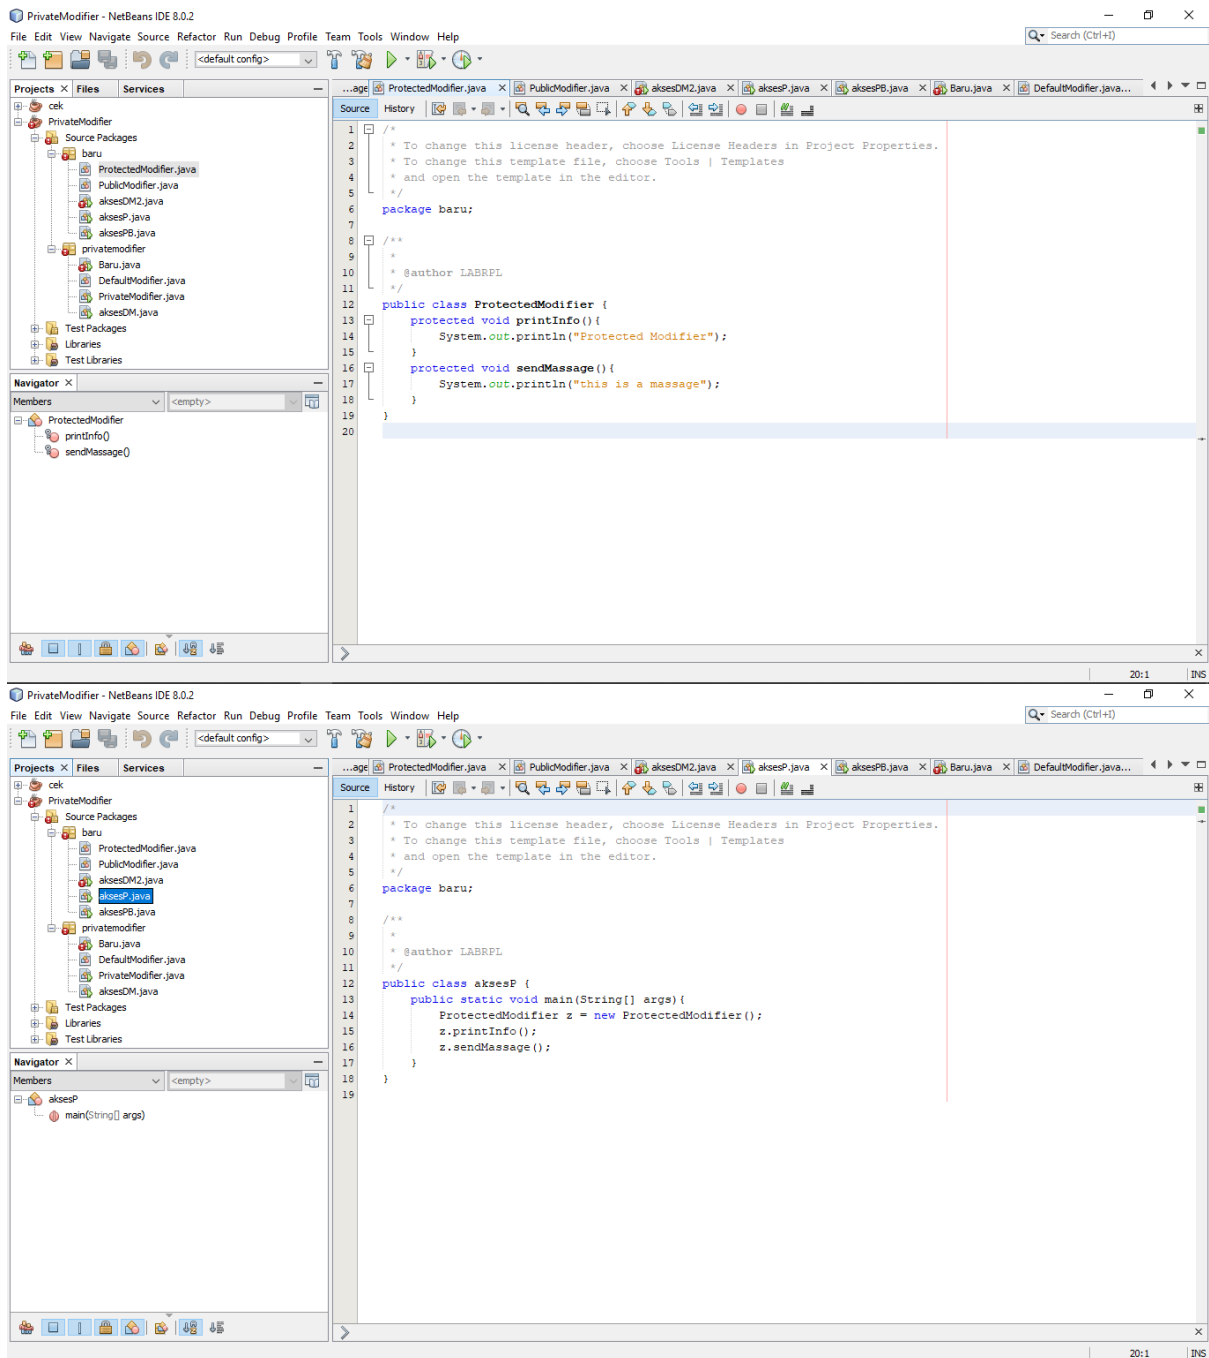 PrivateModifier - NetBeans IDE 8.0.2
File Edit View Navigate Source Refactor Run Debug Profile Team Tools Window Help
Search (Ctrl+I)
<default config>
Projects Files Services
...age ProtectedModifier.java PublicModifier.java aksesDM2.java aksesP.java aksesPB.java Baru.java DefaultModifier.java...
Source History
cek
PrivateModifier
Source Packages
baru
ProtectedModifier.java
PublicModifier.java
aksesDM2.java
aksesP.java
aksesPB.java
privatemodifier
Baru.java
DefaultModifier.java
PrivateModifier.java
aksesDM.java
Test Packages
Libraries
Test Libraries
Navigator
Members <empty>
ProtectedModifier
printInfo()
sendMassage()
1 /*
2 * To change this license header, choose License Headers in Project Properties.
3 * To change this template file, choose Tools | Templates
4 * and open the template in the editor.
5 */
6 package baru;
7
8 /**
9 *
10 * @author LABRPL
11 */
12 public class ProtectedModifier {
13 protected void printInfo(){
14 System.out.println("Protected Modifier");
15 }
16 protected void sendMassage(){
17 System.out.println("this is a massage");
18 }
19 }
20
20:1 INS
PrivateModifier - NetBeans IDE 8.0.2
File Edit View Navigate Source Refactor Run Debug Profile Team Tools Window Help
Search (Ctrl+I)
<default config>
Projects Files Services
...age ProtectedModifier.java PublicModifier.java aksesDM2.java aksesP.java aksesPB.java Baru.java DefaultModifier.java...
Source History
cek
PrivateModifier
Source Packages
baru
ProtectedModifier.java
PublicModifier.java
aksesDM2.java
aksesP.java
aksesPB.java
privatemodifier
Baru.java
DefaultModifier.java
PrivateModifier.java
aksesDM.java
Test Packages
Libraries
Test Libraries
Navigator
Members <empty>
aksesP
main(String[] args)
1 /*
2 * To change this license header, choose License Headers in Project Properties.
3 * To change this template file, choose Tools | Templates
4 * and open the template in the editor.
5 */
6 package baru;
7
8 /**
9 *
10 * @author LABRPL
11 */
12 public class aksesP {
13 public static void main(String[] args){
14 ProtectedModifier z = new ProtectedModifier();
15 z.printInfo();
16 z.sendMassage();
17 }
18 }
19
20:1 INS